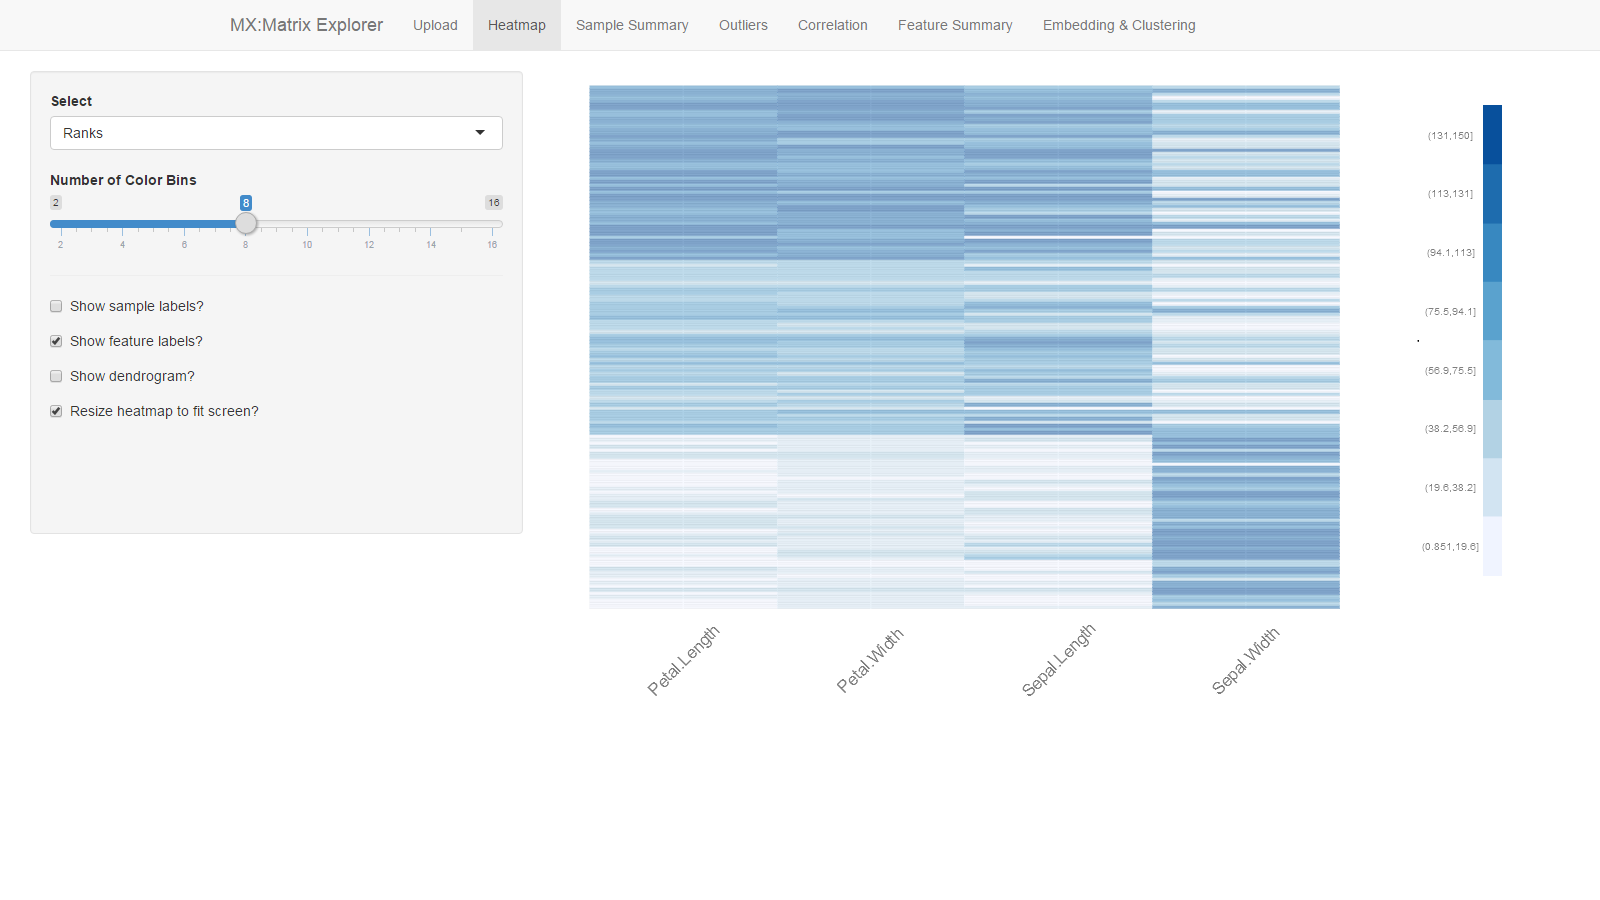 MX:Matrix Explorer Upload Heatmap Sample Summary Outliers Correlation Feature Summary Embedding & Clustering
Select
Ranks
Number of Color Bins
2 8 16
2 4 6 8 10 12 14 16
Show sample labels?
Show feature labels?
Show dendrogram?
Resize heatmap to fit screen?
Petal.Length Petal.Width Sepal.Length Sepal.Width
(131,150]
(113,131]
(94.1,113]
(75.5,94.1]
.
(56.9,75.5]
(38.2,56.9]
(19.6,38.2]
(0.851,19.6]